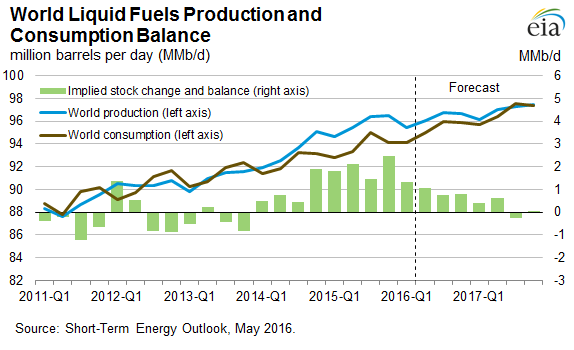 World Liquid Fuels Production and
Consumption Balance
million barrels per day (MMb/d)
eia
MMb/d
Forecast
Implied stock change and balance (right axis)
World production (left axis)
World consumption (left axis)
100
98
96
94
92
90
88
86
84
82
6
5
4
3
2
1
0
-1
-2
-3
2011-Q1 2012-Q1 2013-Q1 2014-Q1 2015-Q1 2016-Q1 2017-Q1
Source: Short-Term Energy Outlook, May 2016.